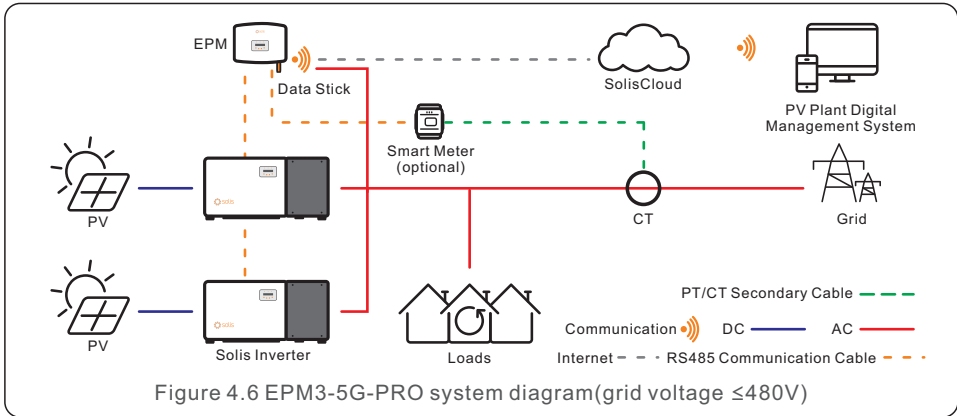 EPM
Data Stick
SolisCloud
PV Plant Digital
Management System
Smart Meter
(optional)
PV
solis
CT
Grid
PV
solis
Solis Inverter
Loads
PT/CT Secondary Cable
Communication
DC
AC
Internet
RS485 Communication Cable
Figure 4.6 EPM3-5G-PRO system diagram(grid voltage ≤480V)